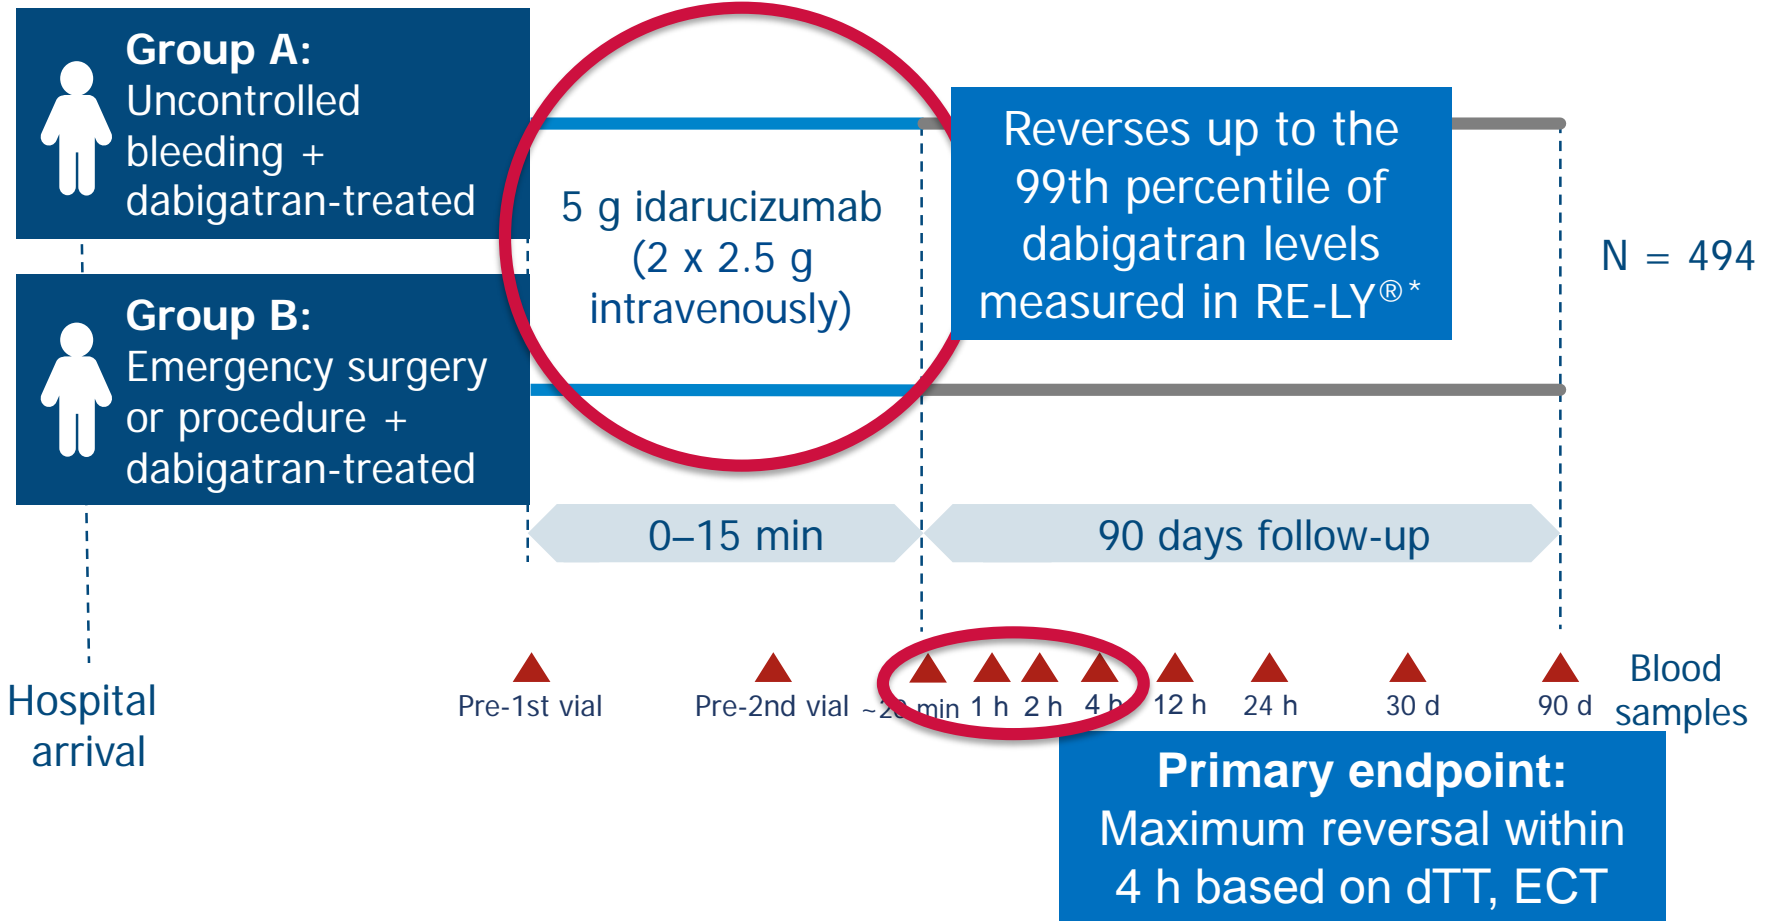 Group A:
Uncontrolled
bleeding +
dabigatran-treated
5 g idarucizumab
(2 x 2.5 g
intravenously)
Reverses up to the
99th percentile of
dabigatran levels
measured in RE-LY®*
N = 494
Group B:
Emergency surgery
or procedure +
dabigatran-treated
0–15 min
90 days follow-up
Hospital
arrival
Pre-1st vial
Pre-2nd vial
~20 min
1 h
2 h
4 h
12 h
24 h
30 d
90 d
Blood
samples
Primary endpoint:
Maximum reversal within
4 h based on dTT, ECT